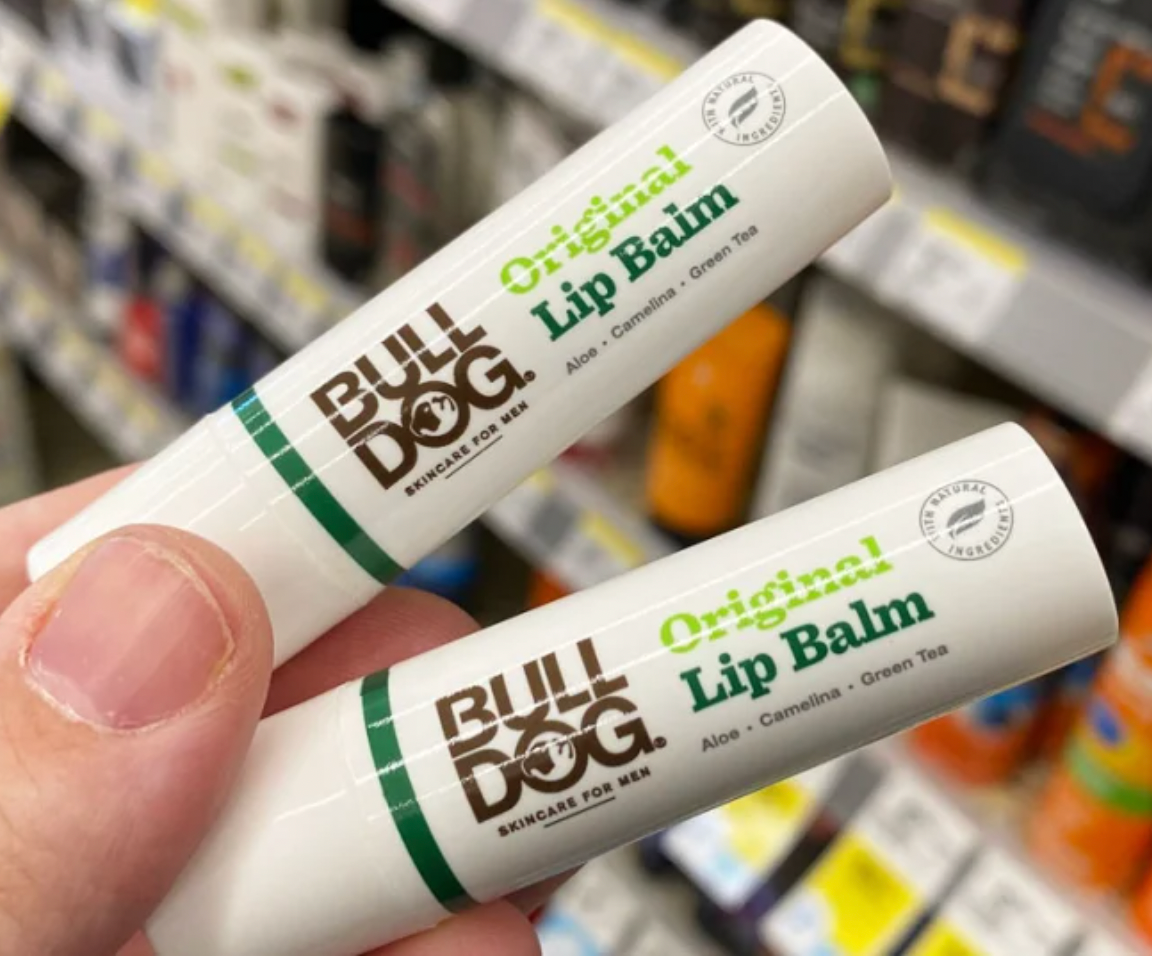 WITH NATURAL INGREDIENTS
Original
Lip Balm
Aloe • Camelina • Green Tea
BULL
DOG®
SKINCARE FOR MEN
WITH NATURAL INGREDIENTS
Original
Lip Balm
Aloe • Camelina • Green Tea
BULL
DOG®
SKINCARE FOR MEN